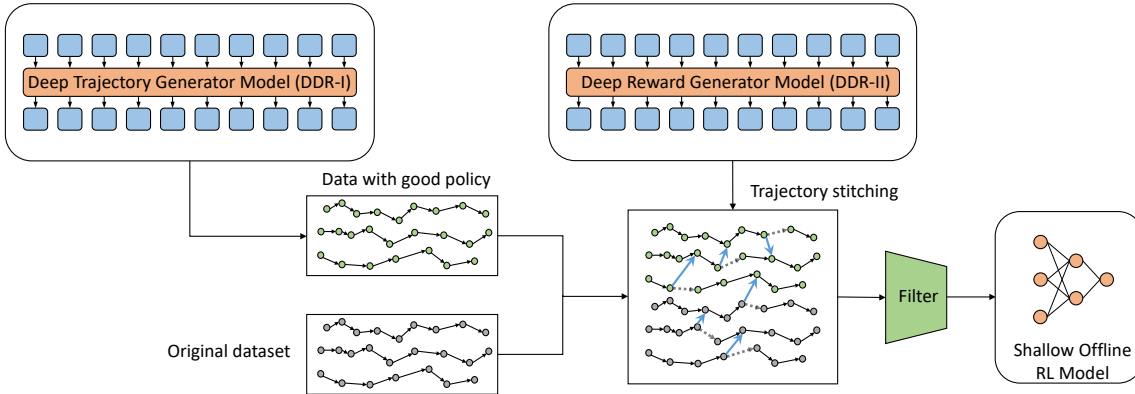 Deep Trajectory Generator Model (DDR-I)
Deep Reward Generator Model (DDR-II)
Data with good policy
Trajectory stitching
Original dataset
Filter
Shallow Offline
RL Model